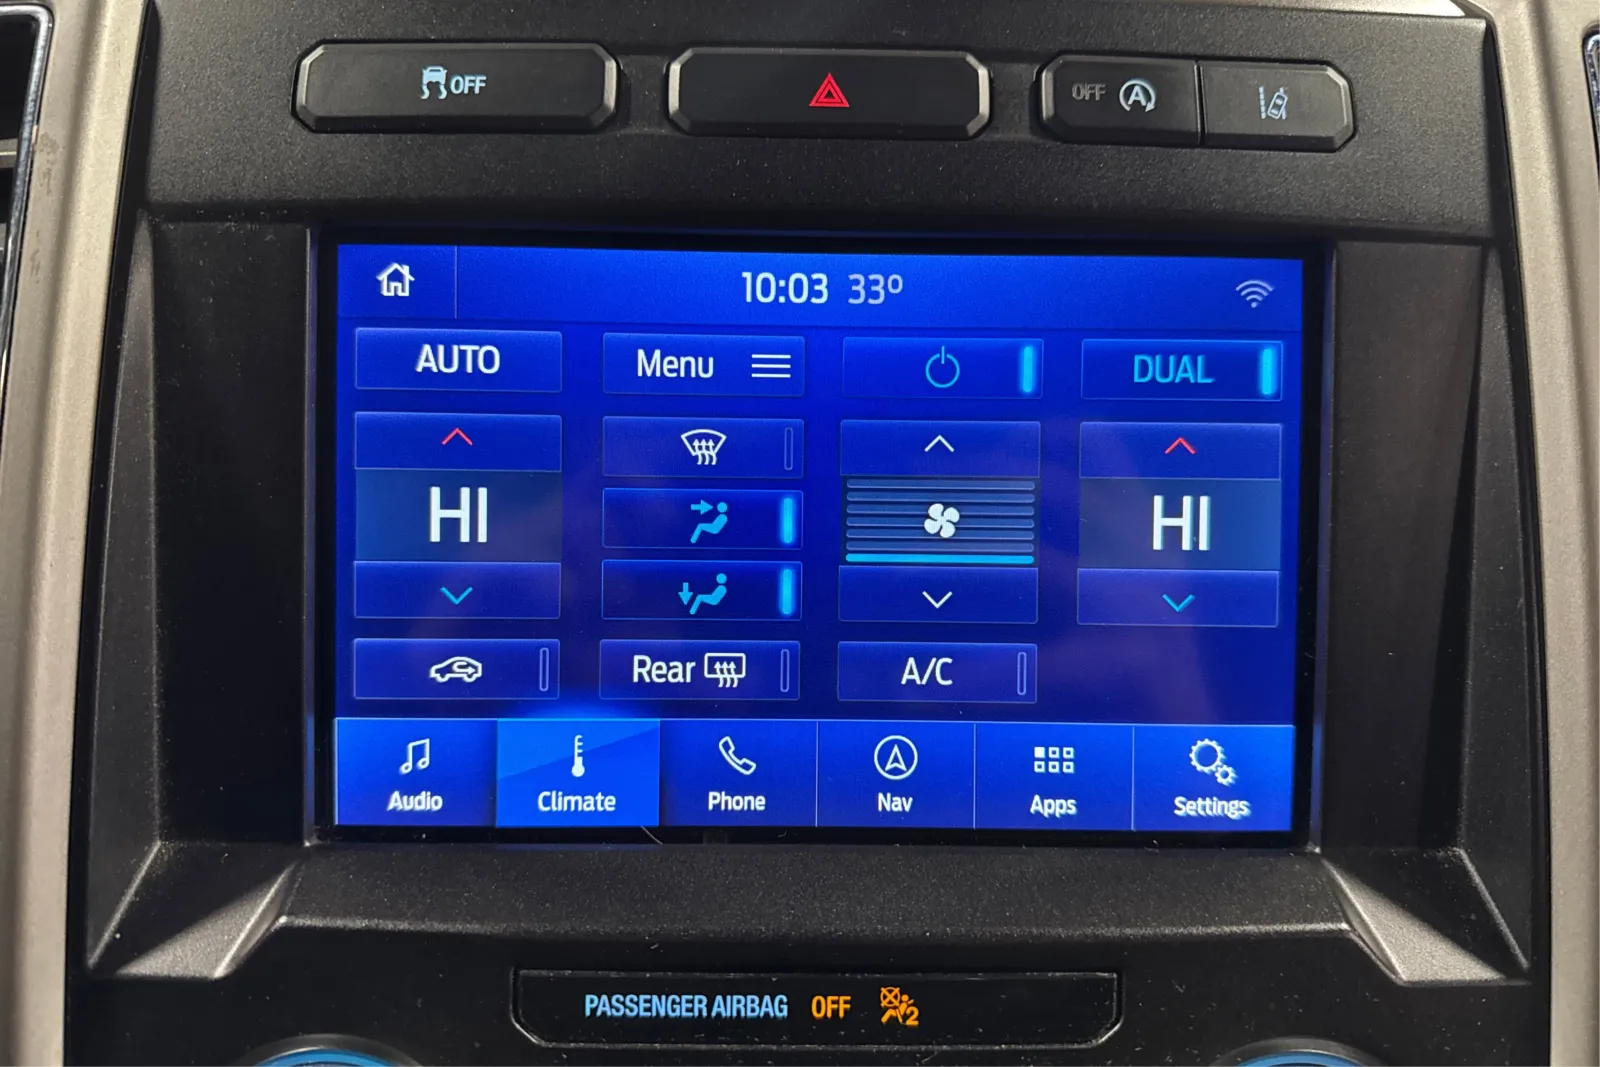 OFF
OFF A
10:03 33°
AUTO Menu DUAL
HI HI
Rear A/C
Audio Climate Phone Nav Apps Settings
PASSENGER AIRBAG OFF 2